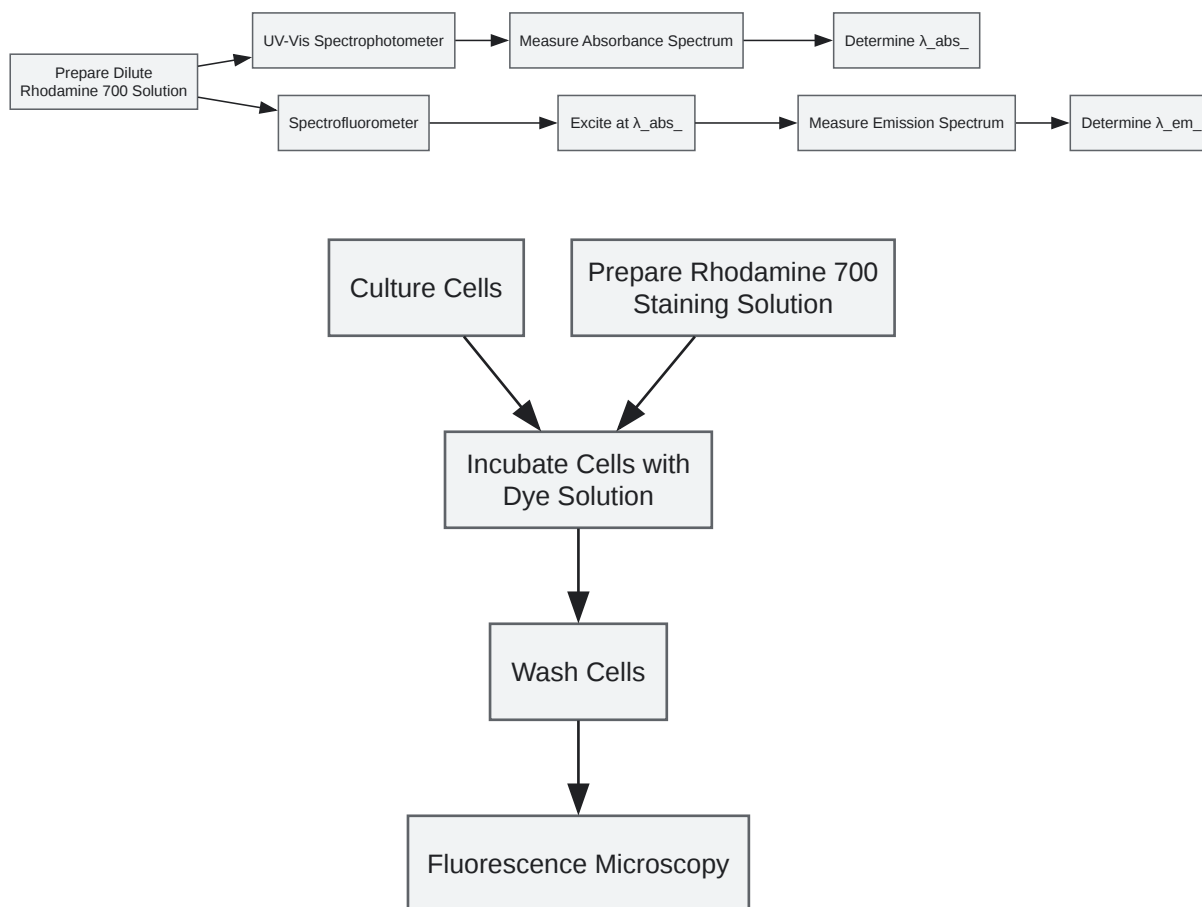 UV-Vis Spectrophotometer
Measure Absorbance Spectrum
Determine λ_abs_
Prepare Dilute
Rhodamine 700 Solution
Spectrofluorometer
Excite at λ_abs_
Measure Emission Spectrum
Determine λ_em_
Culture Cells
Prepare Rhodamine 700
Staining Solution
Incubate Cells with
Dye Solution
Wash Cells
Fluorescence Microscopy